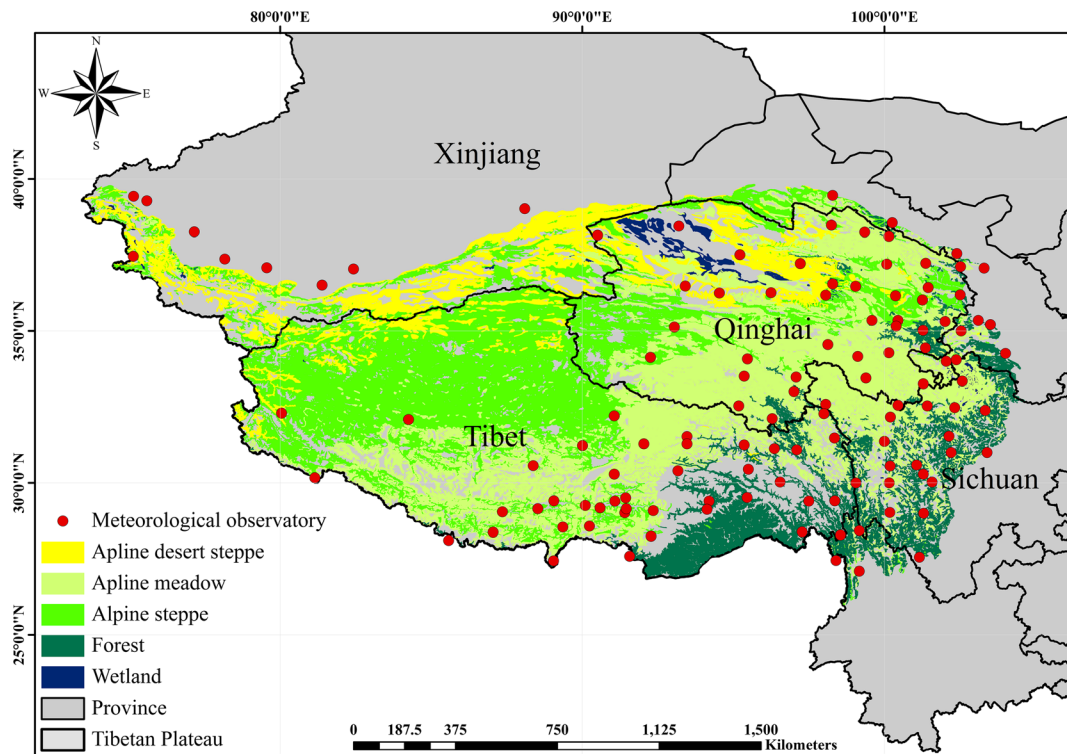 80°0'0"E 90°0'0"E 100°0'0"E
N
W E
S
40°0'0"N
35°0'0"N
30°0'0"N
25°0'0"N
Xinjiang
Qinghai
Tibet
Sichuan
Meteorological observatory
Apline desert steppe
Apline meadow
Alpine steppe
Forest
Wetland
Province
Tibetan Plateau
0 187.5 375 750 1,125 1,500
Kilometers